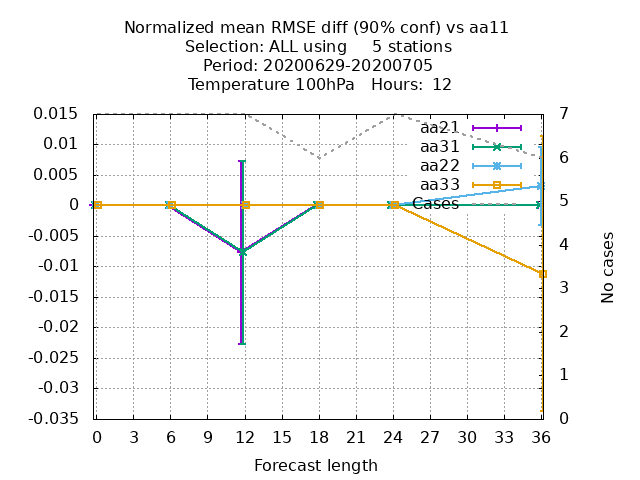 Normalized mean RMSE diff (90% conf) vs aa11
Selection: ALL using     5 stations
Period: 20200629-20200705
Temperature 100hPa   Hours: 12
0.015
0.01
0.005
0
-0.005
-0.01
-0.015
-0.02
-0.025
-0.03
-0.035
aa21
aa31
aa22
aa33
Cases
7
6
5
4
3
2
1
0
No cases
0 3 6 9 12 15 18 21 24 27 30 33 36
Forecast length